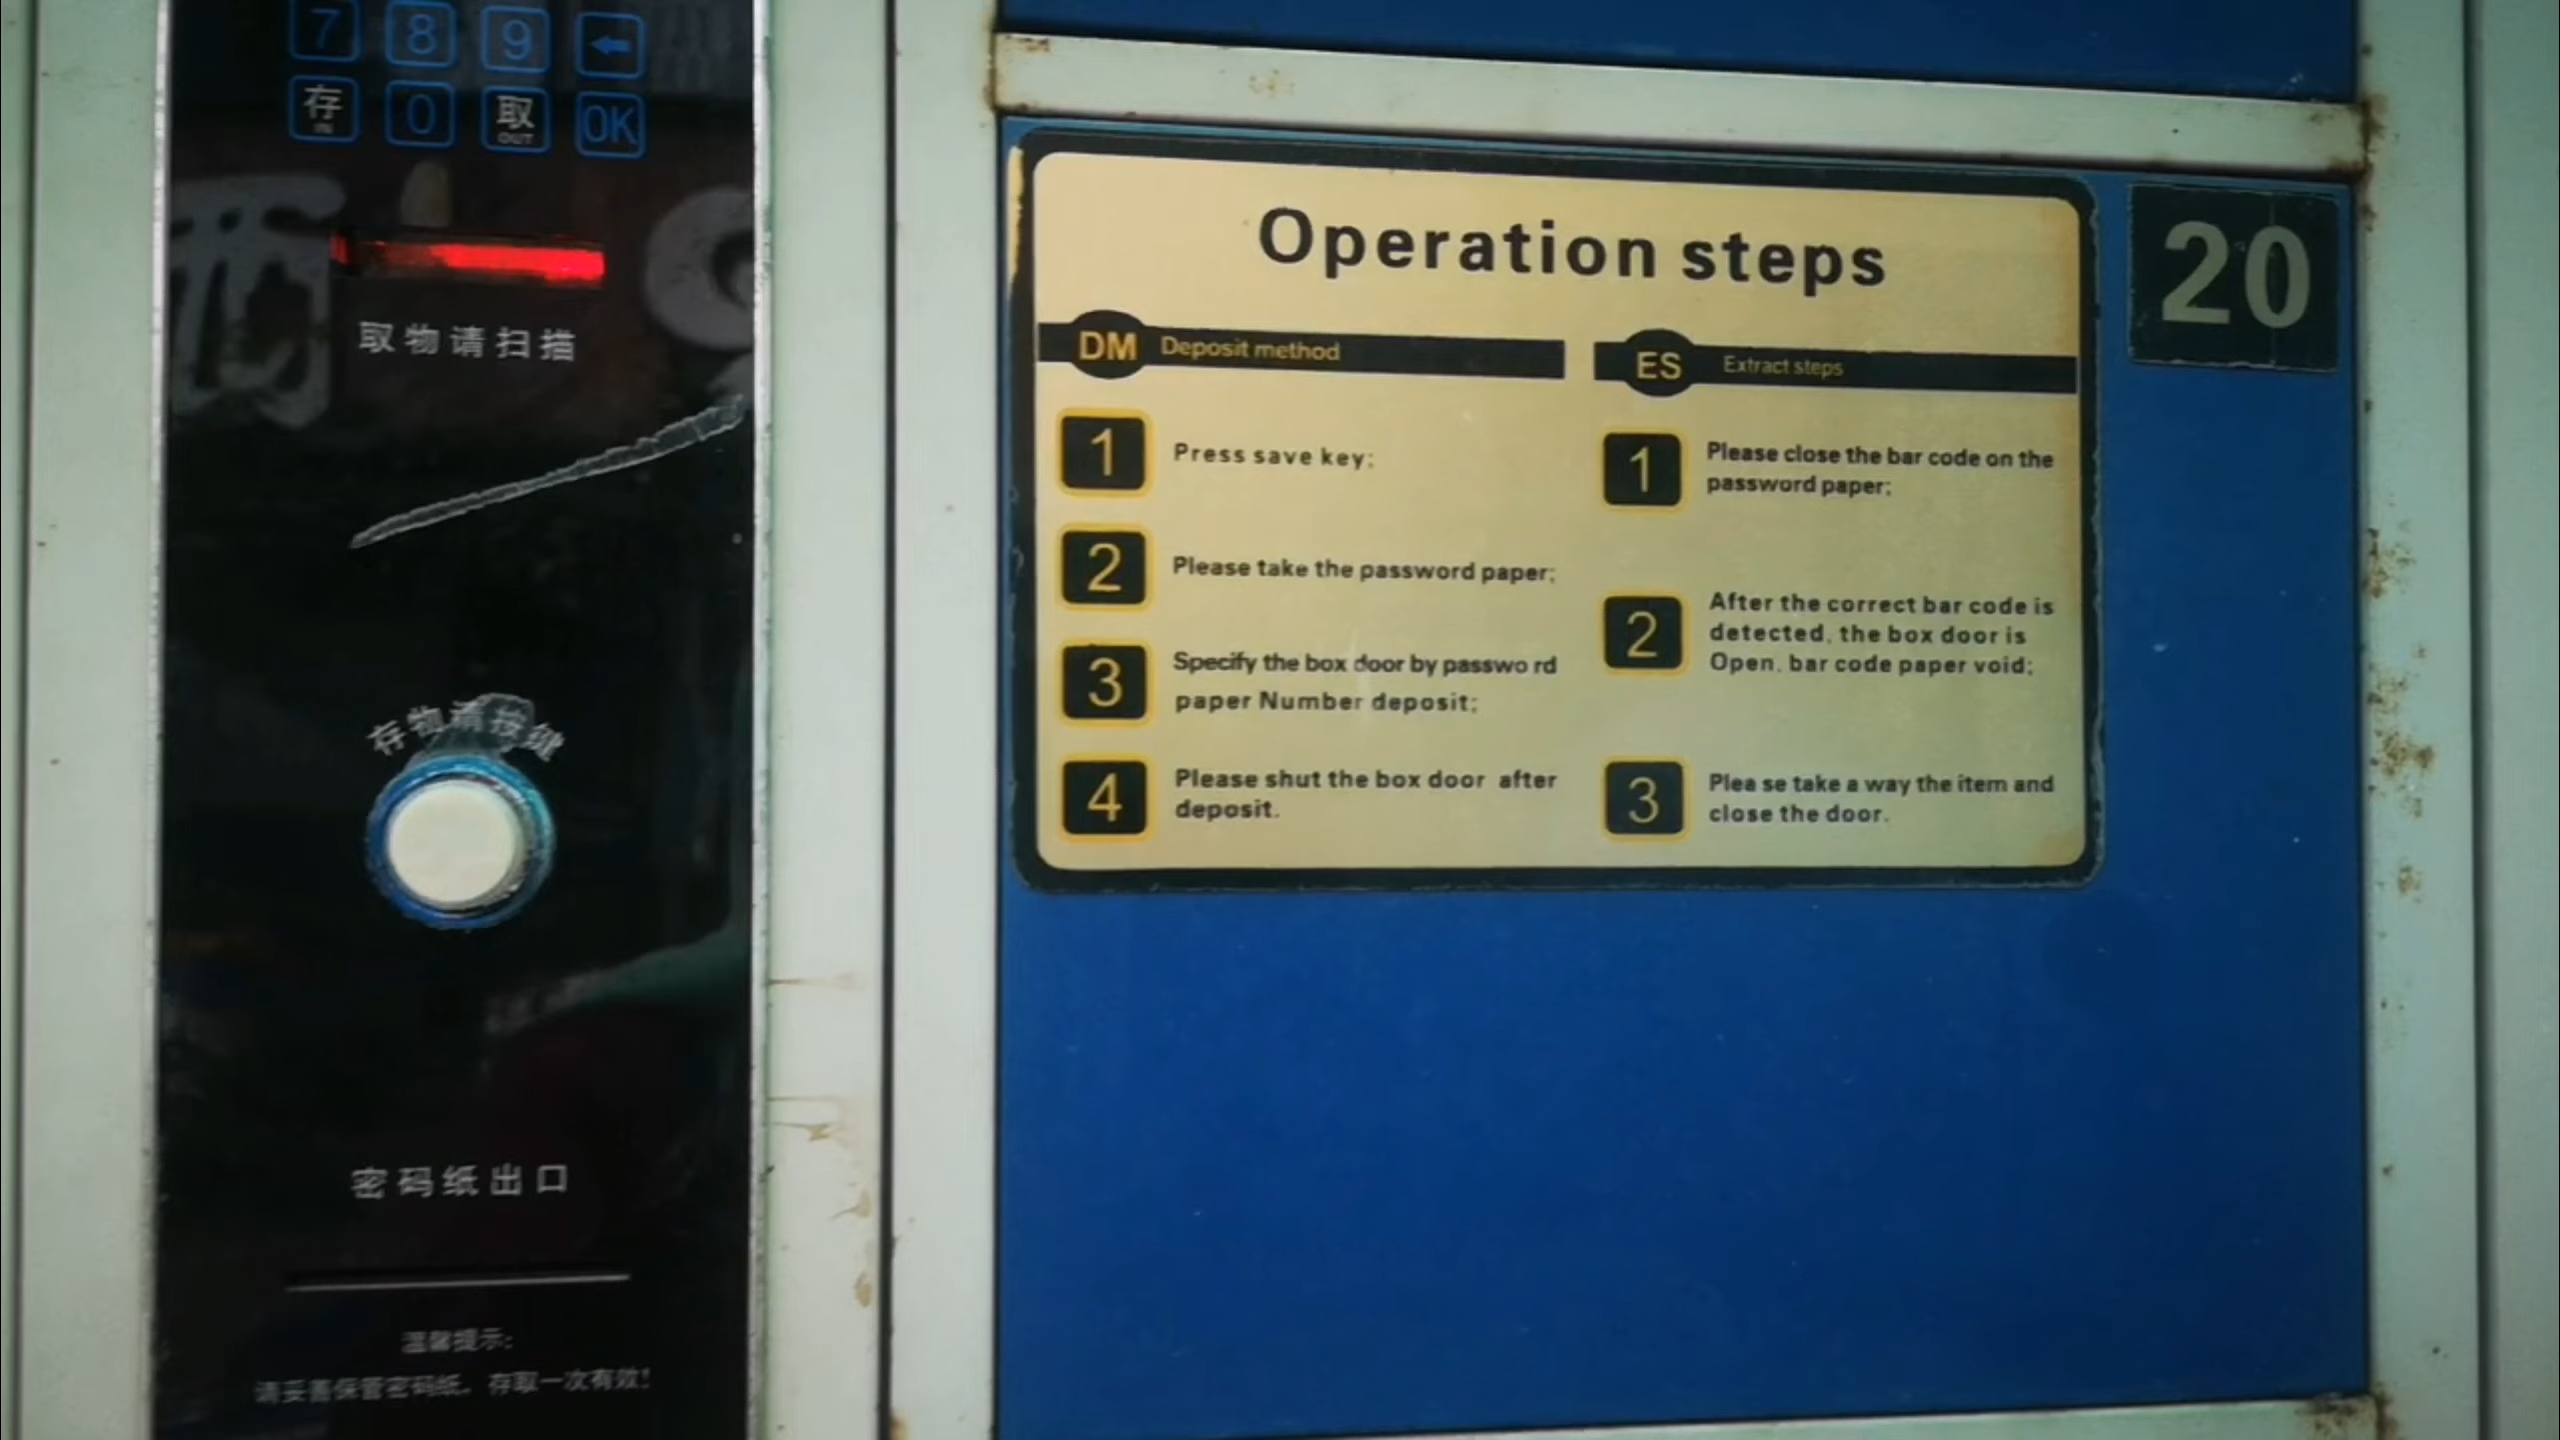 7 8 9 ←
存 0 取 OK
IN OUT
取物请扫描
存物请按键
密码纸出口
温馨提示:
请妥善保管密码纸。存取一次有效!
Operation steps
20
DM Deposit method
1 Press save key;
2 Please take the password paper;
3 Specify the box door by passwo rd
paper Number deposit;
4 Please shut the box door after
deposit.
ES Extract steps
1 Please close the bar code on the
password paper;
2 After the correct bar code is
detected, the box door is
Open. bar code paper void;
3 Plea se take a way the item and
close the door.